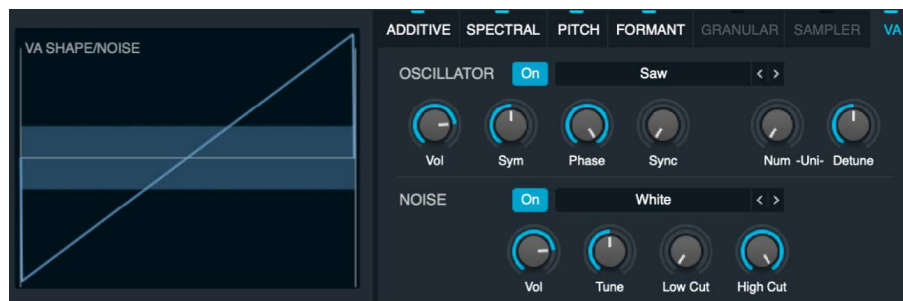 ADDITIVE SPECTRAL PITCH FORMANT GRANULAR SAMPLER VA
VA SHAPE/NOISE
OSCILLATOR On Saw < >
Vol Sym Phase Sync Num -Uni- Detune
NOISE On White < >
Vol Tune Low Cut High Cut